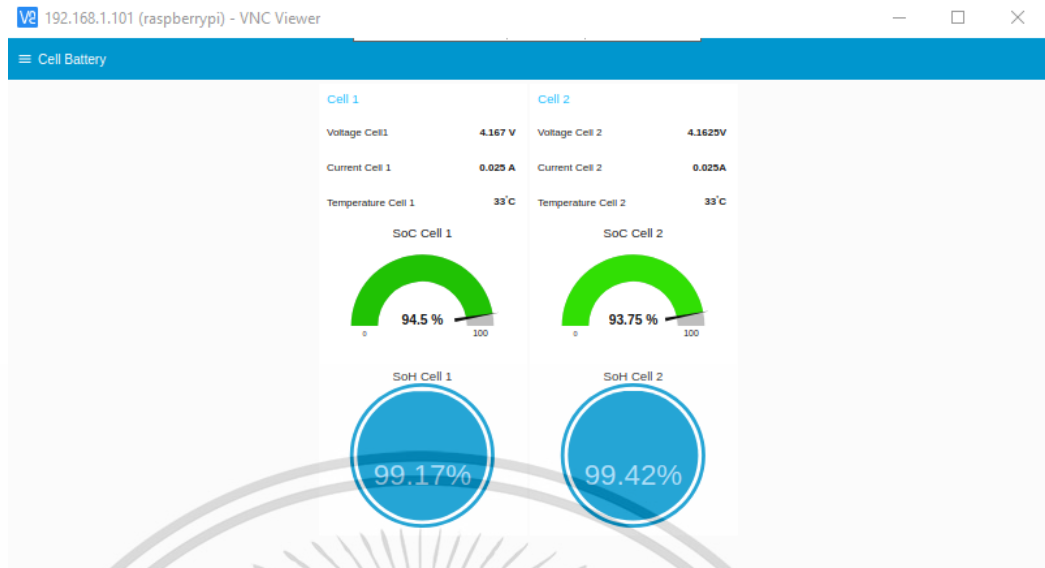 192.168.1.101 (raspberrypi) - VNC Viewer
Cell Battery
Cell 1
Voltage Cell1 4.167 V
Current Cell 1 0.025 A
Temperature Cell 1 33°C
SoC Cell 1
94.5 %
0 100
SoH Cell 1
99.17%
Cell 2
Voltage Cell 2 4.1625V
Current Cell 2 0.025A
Temperature Cell 2 33°C
SoC Cell 2
93.75 %
0 100
SoH Cell 2
99.42%